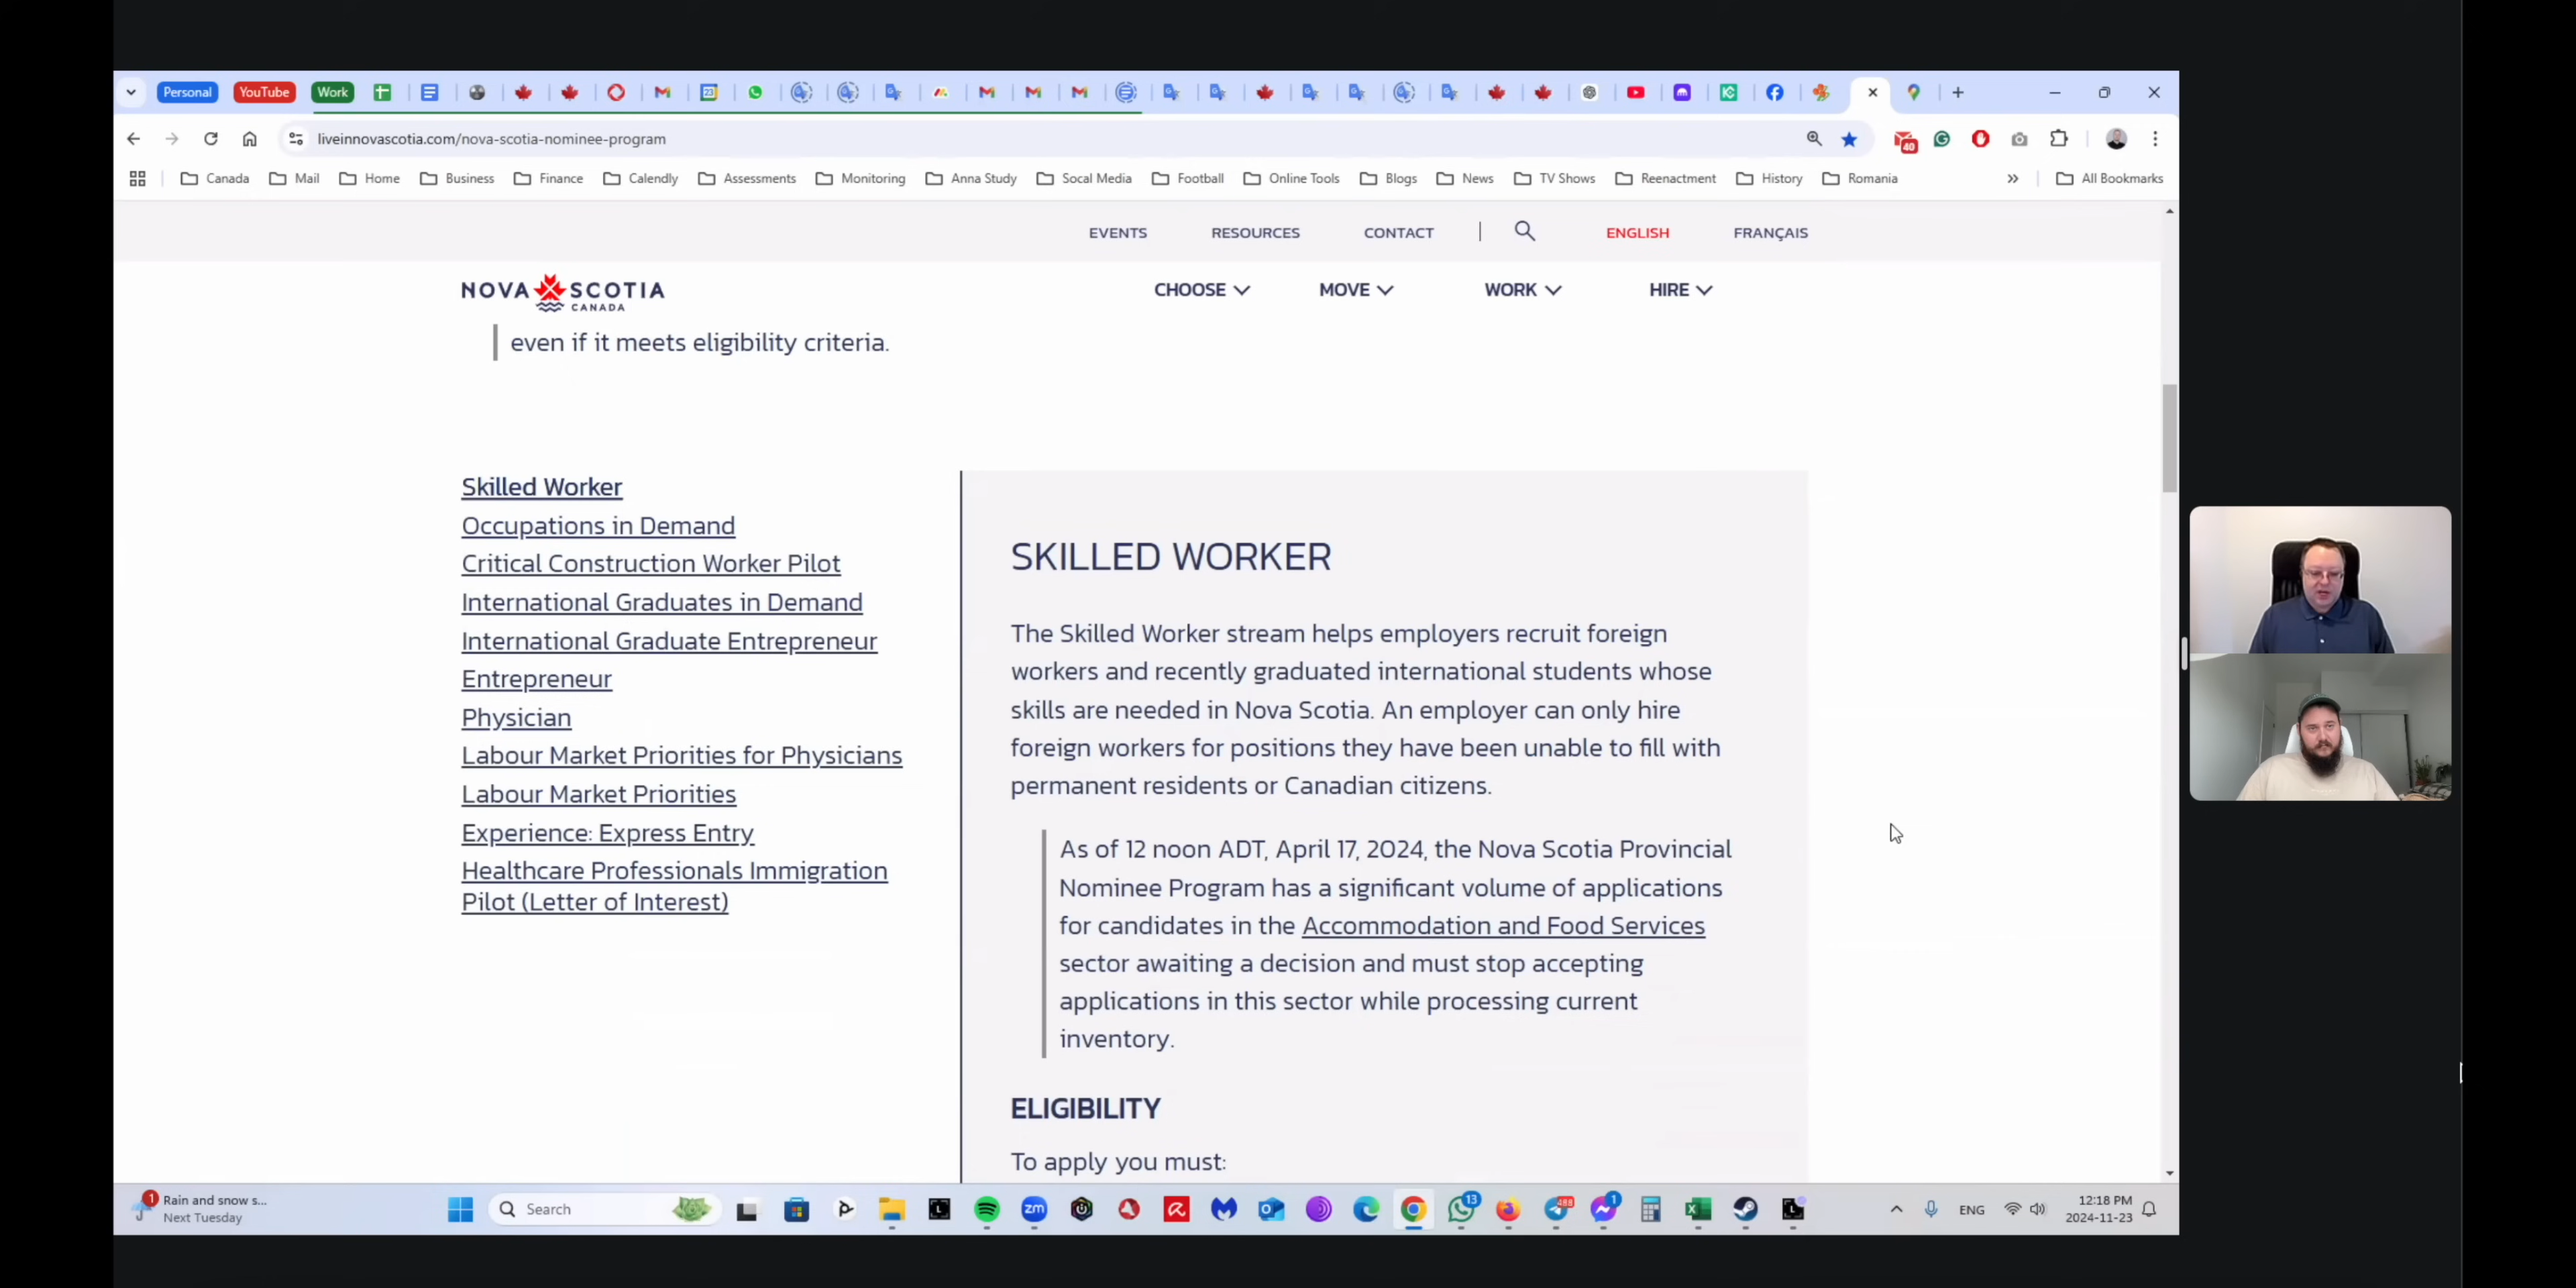 Personal
YouTube
Work
23
liveinnovascotia.com/nova-scotia-nominee-program
40
Canada
Mail
Home
Business
Finance
Calendly
Assessments
Monitoring
Anna Study
Socal Media
Football
Online Tools
Blogs
News
TV Shows
Reenactment
History
Romania
All Bookmarks
EVENTS
RESOURCES
CONTACT
ENGLISH
FRANÇAIS
NOVA SCOTIA
CANADA
CHOOSE
MOVE
WORK
HIRE
even if it meets eligibility criteria.
Skilled Worker
Occupations in Demand
Critical Construction Worker Pilot
International Graduates in Demand
International Graduate Entrepreneur
Entrepreneur
Physician
Labour Market Priorities for Physicians
Labour Market Priorities
Experience: Express Entry
Healthcare Professionals Immigration
Pilot (Letter of Interest)
SKILLED WORKER
The Skilled Worker stream helps employers recruit foreign
workers and recently graduated international students whose
skills are needed in Nova Scotia. An employer can only hire
foreign workers for positions they have been unable to fill with
permanent residents or Canadian citizens.
As of 12 noon ADT, April 17, 2024, the Nova Scotia Provincial
Nominee Program has a significant volume of applications
for candidates in the Accommodation and Food Services
sector awaiting a decision and must stop accepting
applications in this sector while processing current
inventory.
ELIGIBILITY
To apply you must:
1
Rain and snow s...
Next Tuesday
Search
zm
13
488
1
ENG
12:18 PM
2024-11-23